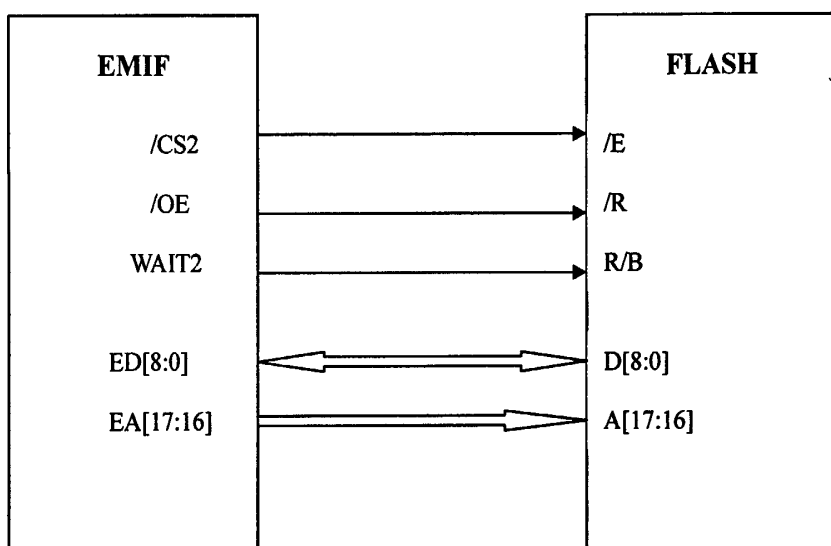 EMIF FLASH
/CS2 /E
/OE /R
WAIT2 R/B
ED[8:0] D[8:0]
EA[17:16] A[17:16]